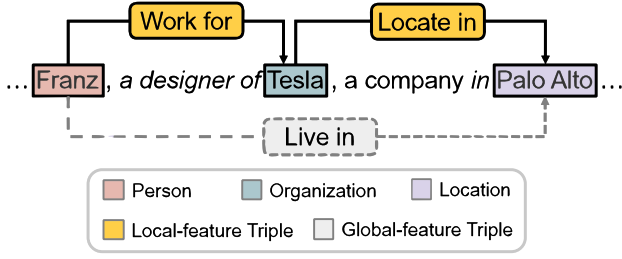 Work for Locate in
... Franz, a designer of Tesla, a company in Palo Alto ...
Live in
Person Organization Location
Local-feature Triple Global-feature Triple